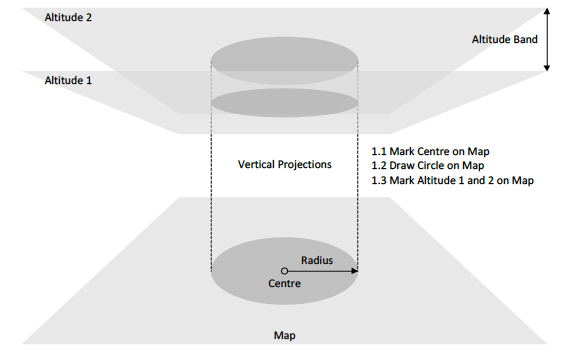 Altitude 2
Altitude Band
Altitude 1
Vertical Projections
1.1 Mark Centre on Map
1.2 Draw Circle on Map
1.3 Mark Altitude 1 and 2 on Map
Radius
Centre
Map